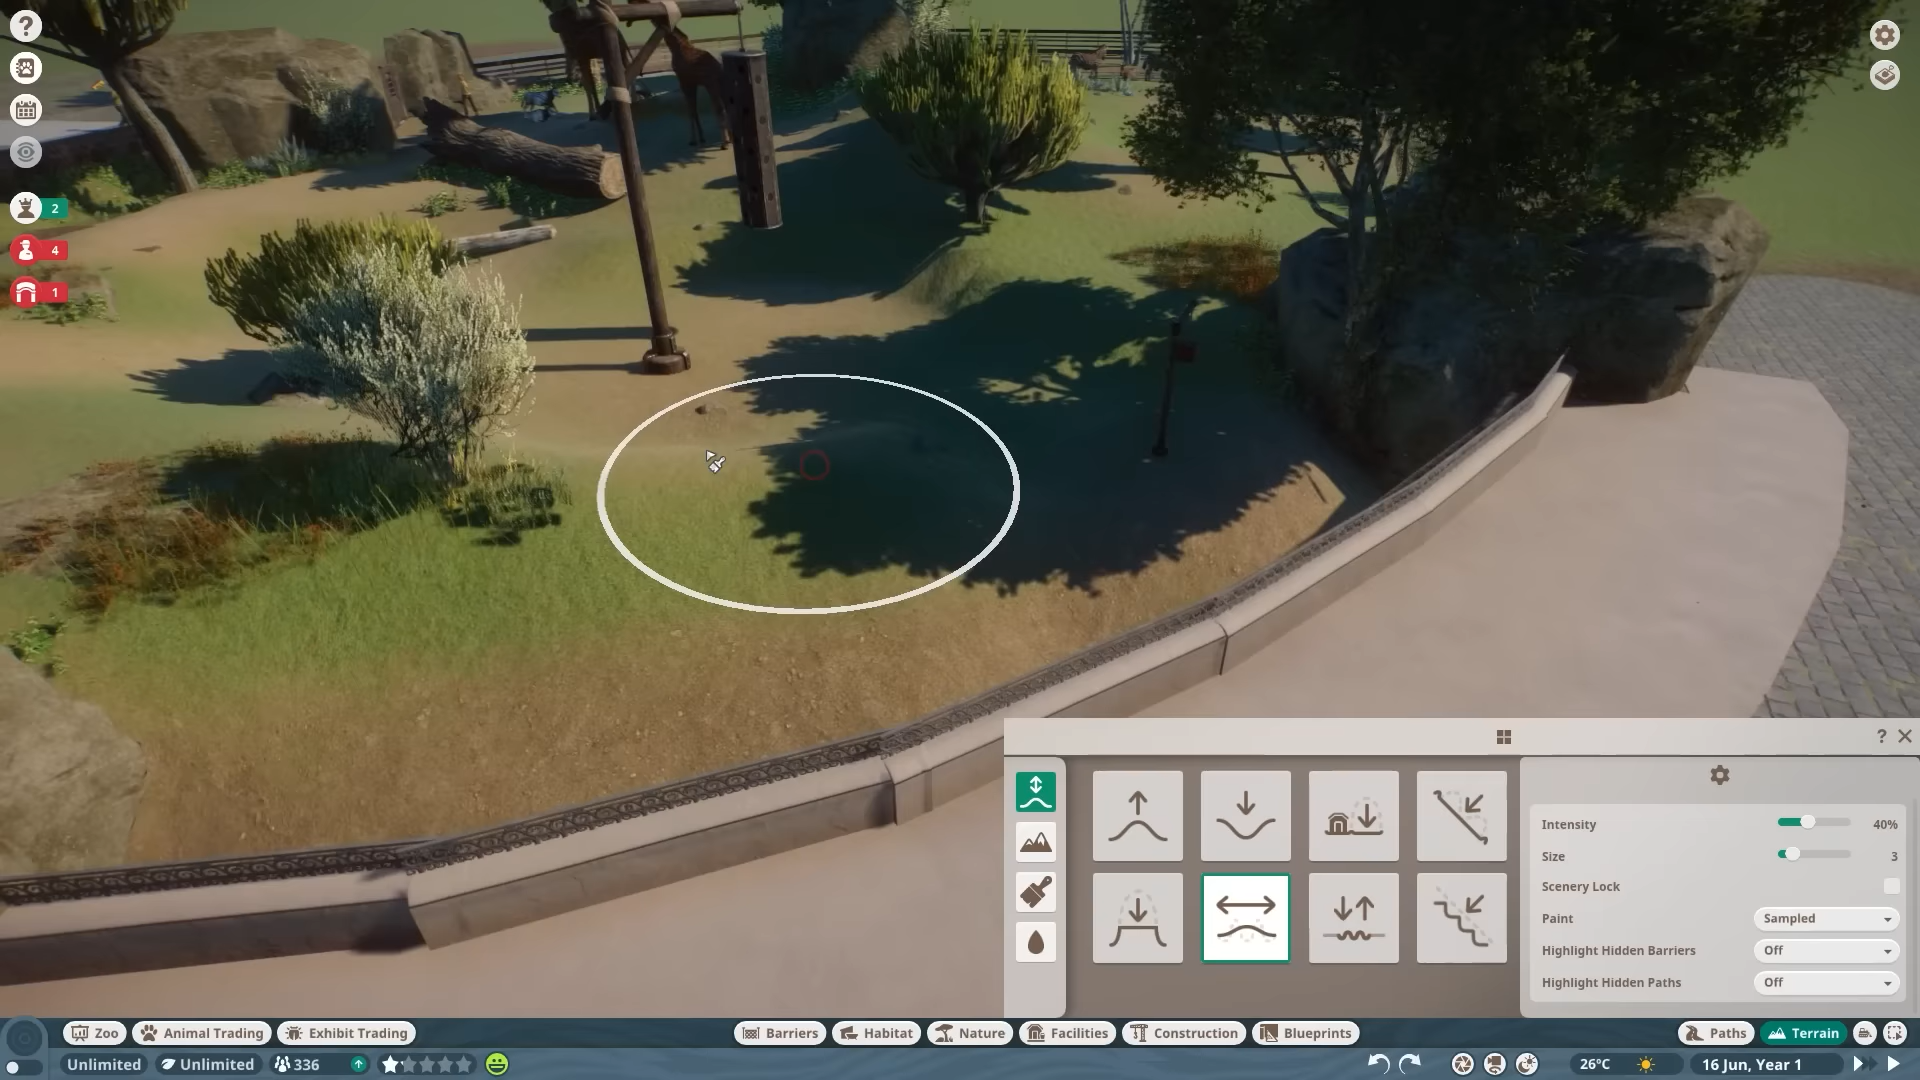 ?
2
4
1
?
Intensity 40%
Size 3
Scenery Lock
Paint Sampled
Highlight Hidden Barriers Off
Highlight Hidden Paths Off
Zoo Animal Trading Exhibit Trading Barriers Habitat Nature Facilities Construction Blueprints Paths Terrain
Unlimited Unlimited 336 26°C 16 Jun, Year 1